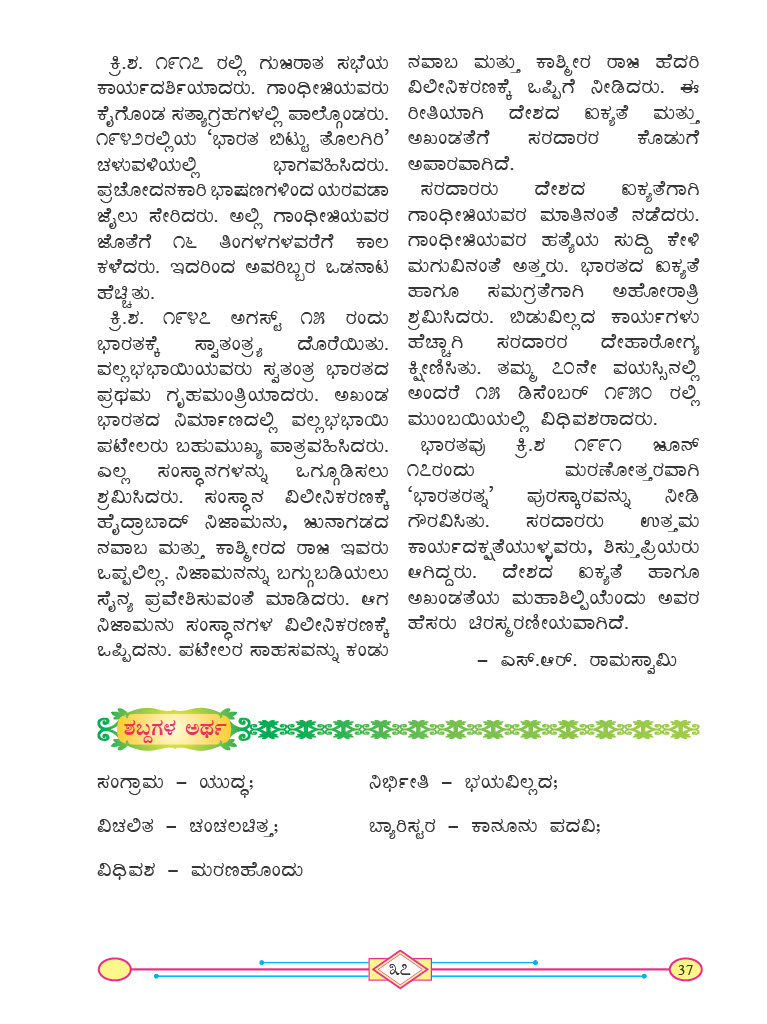 ಕ್ರಿ.ಶ. ೧೯೧೭ ರಲ್ಲಿ ಗುಜರಾತ ಸಭೆಯ
ಕಾರ್ಯದರ್ಶಿಯಾದರು. ಗಾಂಧೀಜಿಯವರು
ಕೈಗೊಂಡ ಸತ್ಯಾಗ್ರಹಗಳಲ್ಲಿ ಪಾಲ್ಗೊಂಡರು.
೧೯೪೨ರಲ್ಲಿಯ ‘ಭಾರತ ಬಿಟ್ಟು ತೊಲಗಿರಿ’
ಚಳುವಳಿಯಲ್ಲಿ ಭಾಗವಹಿಸಿದರು.
ಪ್ರಚೋದನಕಾರಿ ಭಾಷಣಗಳಿಂದ ಯರವಡಾ
ಜೈಲು ಸೇರಿದರು. ಅಲ್ಲಿ ಗಾಂಧೀಜಿಯವರ
ಜೊತೆಗೆ ೧೬ ತಿಂಗಳಗಳವರೆಗೆ ಕಾಲ
ಕಳೆದರು. ಇದರಿಂದ ಅವರಿಬ್ಬರ ಒಡನಾಟ
ಹೆಚ್ಚಿತು.
ಕ್ರಿ.ಶ. ೧೯೪೭ ಅಗಸ್ಟ್ ೧೫ ರಂದು
ಭಾರತಕ್ಕೆ ಸ್ವಾತಂತ್ರ್ಯ ದೊರೆಯಿತು.
ವಲ್ಲಭಭಾಯಿಯವರು ಸ್ವತಂತ್ರ ಭಾರತದ
ಪ್ರಥಮ ಗೃಹಮಂತ್ರಿಯಾದರು. ಅಖಂಡ
ಭಾರತದ ನಿರ್ಮಾಣದಲ್ಲಿ ವಲ್ಲಭಭಾಯಿ
ಪಟೇಲರು ಬಹುಮುಖ್ಯ ಪಾತ್ರವಹಿಸಿದರು.
ಎಲ್ಲ ಸಂಸ್ಥಾನಗಳನ್ನು ಒಗ್ಗೂಡಿಸಲು
ಶ್ರಮಿಸಿದರು. ಸಂಸ್ಥಾನ ವಿಲೀನಿಕರಣಕ್ಕೆ
ಹೈದ್ರಾಬಾದ್ ನಿಜಾಮನು, ಜುನಾಗಡದ
ನವಾಬ ಮತ್ತು ಕಾಶ್ಮೀರದ ರಾಜ ಇವರು
ಒಪ್ಪಲಿಲ್ಲ. ನಿಜಾಮನನ್ನು ಬಗ್ಗುಬಡಿಯಲು
ಸೈನ್ಯ ಪ್ರವೇಶಿಸುವಂತೆ ಮಾಡಿದರು. ಆಗ
ನಿಜಾಮನು ಸಂಸ್ಥಾನಗಳ ವಿಲೀನಿಕರಣಕ್ಕೆ
ಒಪ್ಪಿದನು. ಪಟೇಲರ ಸಾಹಸವನ್ನು ಕಂಡು
ನವಾಬ ಮತ್ತು ಕಾಶ್ಮೀರ ರಾಜ ಹೆದರಿ
ವಿಲೀನಿಕರಣಕ್ಕೆ ಒಪ್ಪಿಗೆ ನೀಡಿದರು. ಈ
ರೀತಿಯಾಗಿ ದೇಶದ ಐಕ್ಯತೆ ಮತ್ತು
ಅಖಂಡತೆಗೆ ಸರದಾರರ ಕೊಡುಗೆ
ಅಪಾರವಾಗಿದೆ.
ಸರದಾರರು ದೇಶದ ಐಕ್ಯತೆಗಾಗಿ
ಗಾಂಧೀಜಿಯವರ ಮಾತಿನಂತೆ ನಡೆದರು.
ಗಾಂಧೀಜಿಯವರ ಹತ್ಯೆಯ ಸುದ್ದಿ ಕೇಳಿ
ಮಗುವಿನಂತೆ ಅತ್ತರು. ಭಾರತದ ಐಕ್ಯತೆ
ಹಾಗೂ ಸಮಗ್ರತೆಗಾಗಿ ಅಹೋರಾತ್ರಿ
ಶ್ರಮಿಸಿದರು. ಬಿಡುವಿಲ್ಲದ ಕಾರ್ಯಗಳು
ಹೆಚ್ಚಾಗಿ ಸರದಾರರ ದೇಹಾರೋಗ್ಯ
ಕ್ಷೀಣಿಸಿತು. ತಮ್ಮ ೭೦ನೇ ವಯಸ್ಸಿನಲ್ಲಿ
ಅಂದರೆ ೧೫ ಡಿಸೆಂಬರ್ ೧೯೫೦ ರಲ್ಲಿ
ಮುಂಬಯಿಯಲ್ಲಿ ವಿಧಿವಶರಾದರು.
ಭಾರತವು ಕ್ರಿ.ಶ ೧೯೯೧ ಜೂನ್
೧೭ರಂದು ಮರಣೋತ್ತರವಾಗಿ
‘ಭಾರತರತ್ನ’ ಪುರಸ್ಕಾರವನ್ನು ನೀಡಿ
ಗೌರವಿಸಿತು. ಸರದಾರರು ಉತ್ತಮ
ಕಾರ್ಯದಕ್ಷತೆಯುಳ್ಳವರು, ಶಿಸ್ತುಪ್ರಿಯರು
ಆಗಿದ್ದರು. ದೇಶದ ಐಕ್ಯತೆ ಹಾಗೂ
ಅಖಂಡತೆಯ ಮಹಾಶಿಲ್ಪಿಯೆಂದು ಅವರ
ಹೆಸರು ಚಿರಸ್ಮರಣೀಯವಾಗಿದೆ.
– ಎಸ್.ಆರ್. ರಾಮಸ್ವಾಮಿ
ಶಬ್ದಗಳ ಅರ್ಥ
ಸಂಗ್ರಾಮ – ಯುದ್ಧ; ನಿರ್ಭೀತಿ – ಭಯವಿಲ್ಲದ;
ವಿಚಲಿತ – ಚಂಚಲಚಿತ್ತ; ಬ್ಯಾರಿಸ್ಟರ – ಕಾನೂನು ಪದವಿ;
ವಿಧಿವಶ – ಮರಣಹೊಂದು
೩೭
37